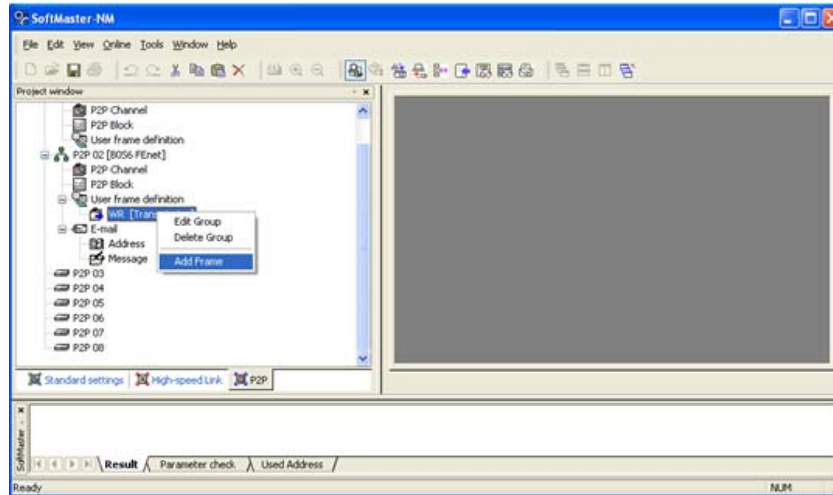 SoftMaster-NM
File Edit View Online Tools Window Help
Project window
P2P Channel
P2P Block
User frame definition
P2P 02 [8056 FEnet]
P2P Channel
P2P Block
User frame definition
WR [Trans
Edit Group
Delete Group
Add Frame
E-mail
Address
Message
P2P 03
P2P 04
P2P 05
P2P 06
P2P 07
P2P 08
Standard settings High-speed Link P2P
SoftMaster -
Result Parameter check Used Address
Ready NUM